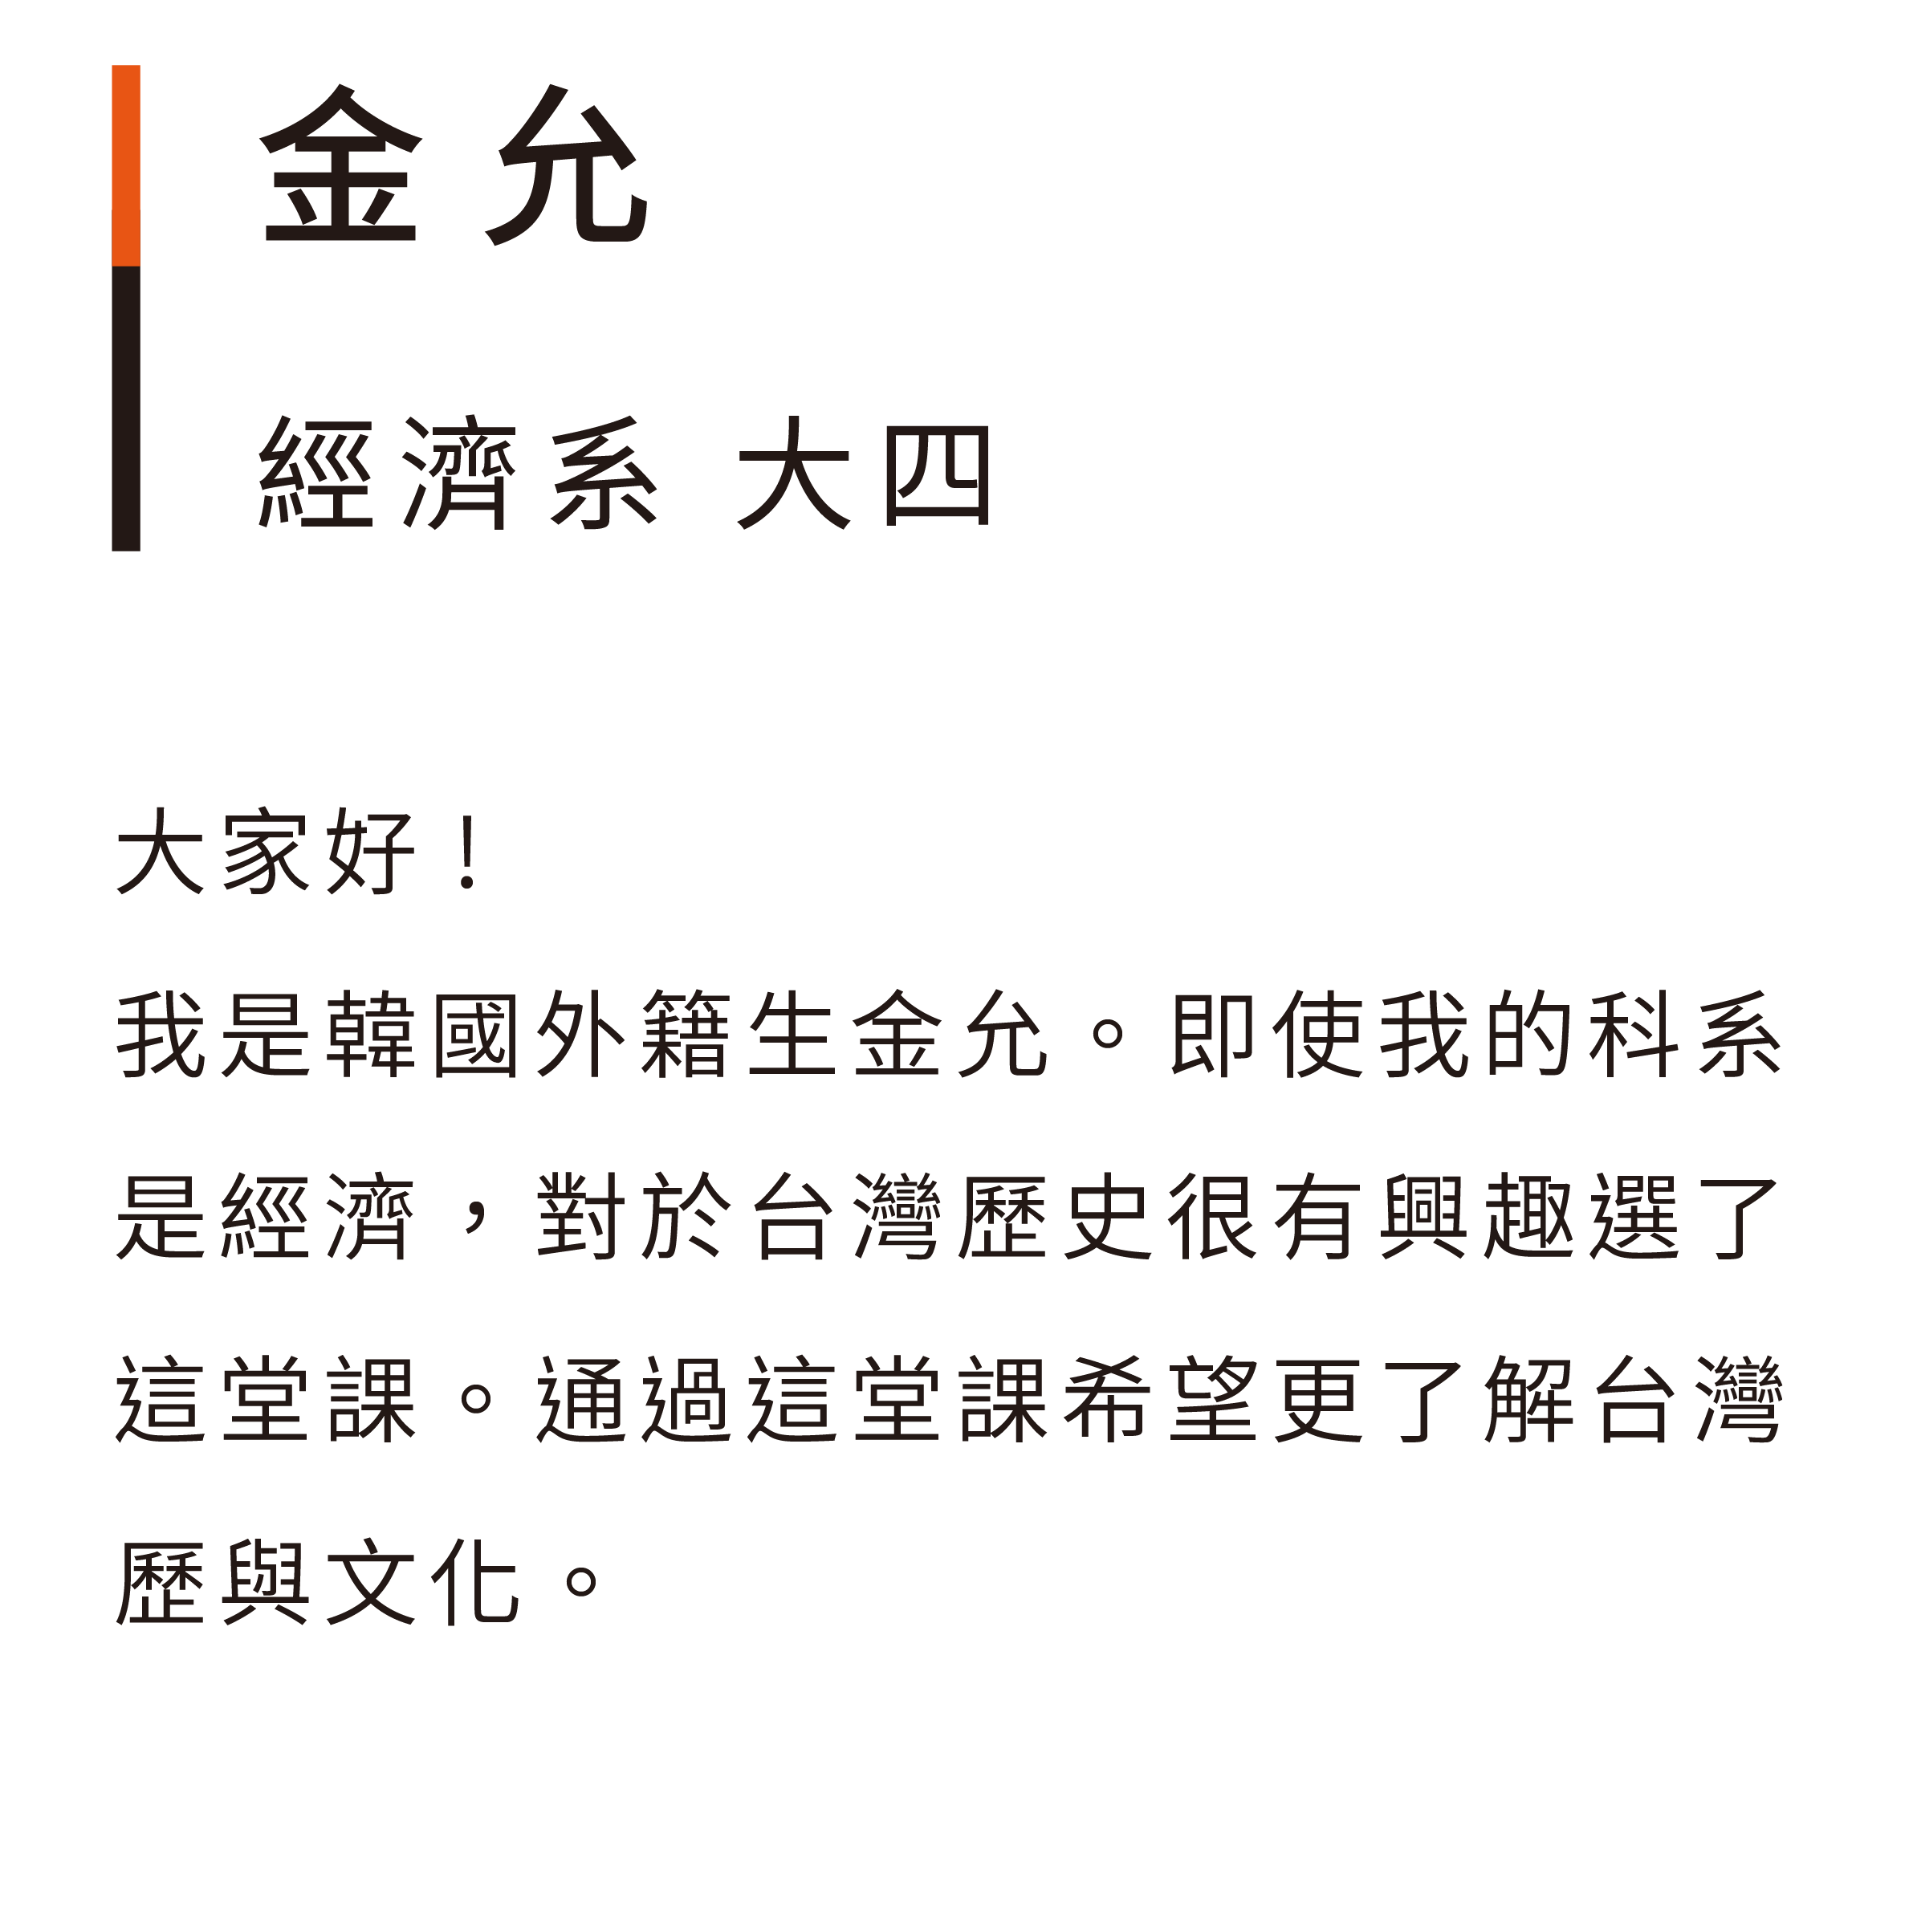 金允
經濟系 大四
大家好！
我是韓國外籍生金允。即使我的科系
是經濟，對於台灣歷史很有興趣選了
這堂課。通過這堂課希望更了解台灣
歷與文化。